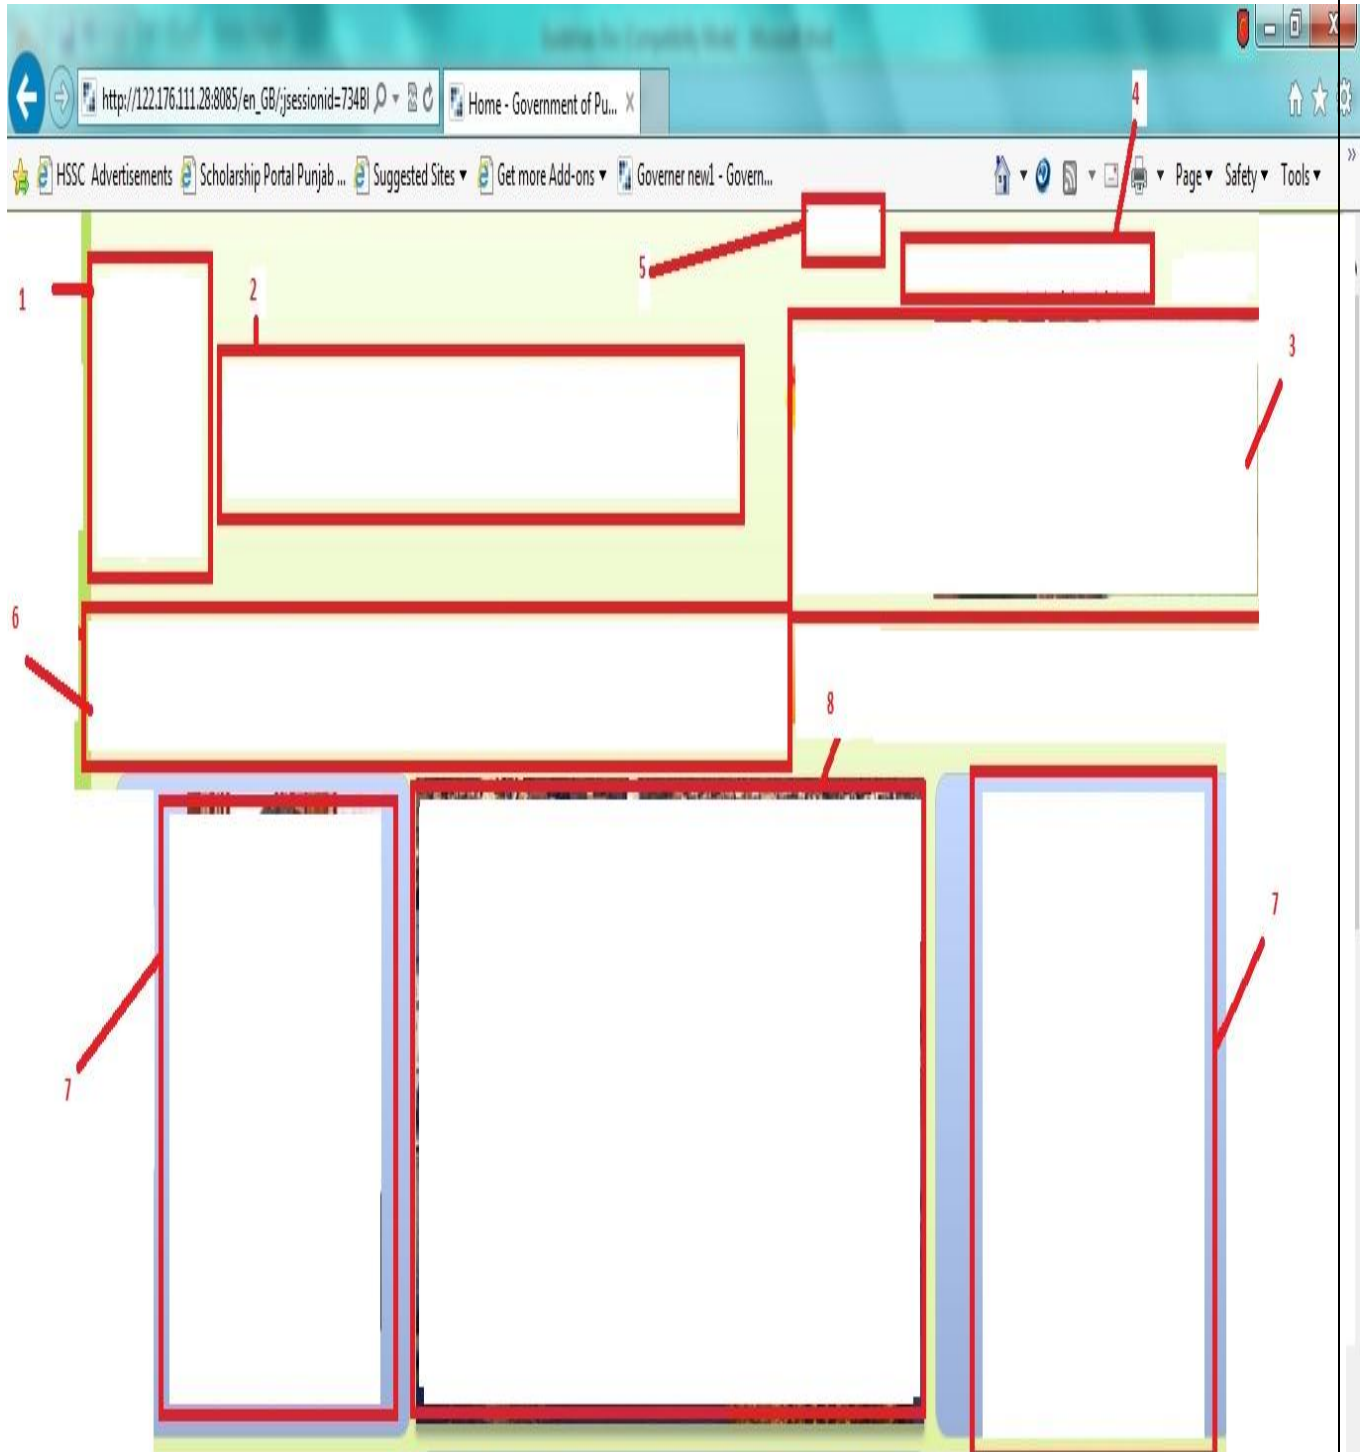 http://122.176.111.28:8085/en_GB/;jsessionid=734Bl
Home - Government of Pu...
HSSC Advertisements
Scholarship Portal Punjab ...
Suggested Sites
Get more Add-ons
Governer new1 - Govern...
Page
Safety
Tools
4
5
1
2
3
6
8
7
7